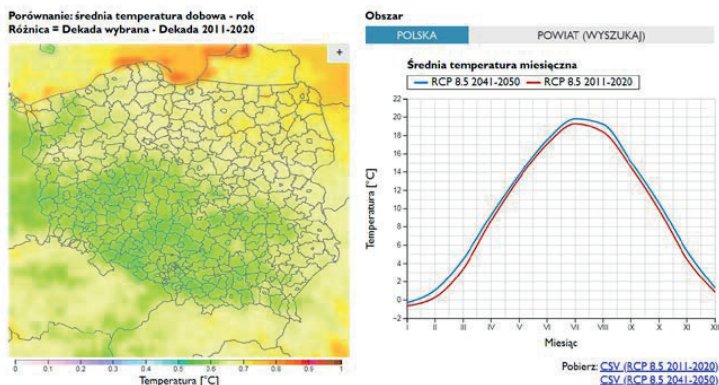 Porównanie: średnia temperatura dobowa - rok
Różnica = Dekada wybrana - Dekada 2011-2020
+
0 0.1 0.2 0.3 0.4 0.5 0.6 0.7 0.8 0.9 1
Temperatura [°C]
Obszar
POLSKA POWIAT (WYSZUKAJ)
Średnia temperatura miesięczna
RCP 8.5 2041-2050 RCP 8.5 2011-2020
Temperatura [°C]
22
20
18
16
14
12
10
8
6
4
2
0
-2
I II III IV V VI VII VIII IX X XI XII
Miesiąc
Pobierz: CSV (RCP 8.5 2011-2020)
CSV (RCP 8.5 2041-2050)